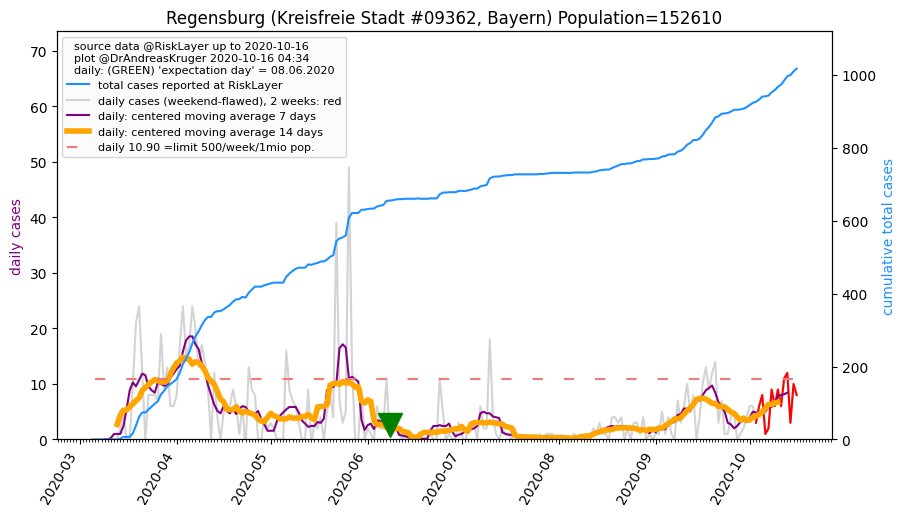 Regensburg (Kreisfreie Stadt #09362, Bayern) Population=152610
source data @RiskLayer up to 2020-10-16
plot @DrAndreasKruger 2020-10-16 04:34
daily: (GREEN) 'expectation day' = 08.06.2020
total cases reported at RiskLayer
daily cases (weekend-flawed), 2 weeks: red
daily: centered moving average 7 days
daily: centered moving average 14 days
daily 10.90 =limit 500/week/1mio pop.
daily cases
70
60
50
40
30
20
10
0
cumulative total cases
1000
800
600
400
200
0
2020-03
2020-04
2020-05
2020-06
2020-07
2020-08
2020-09
2020-10